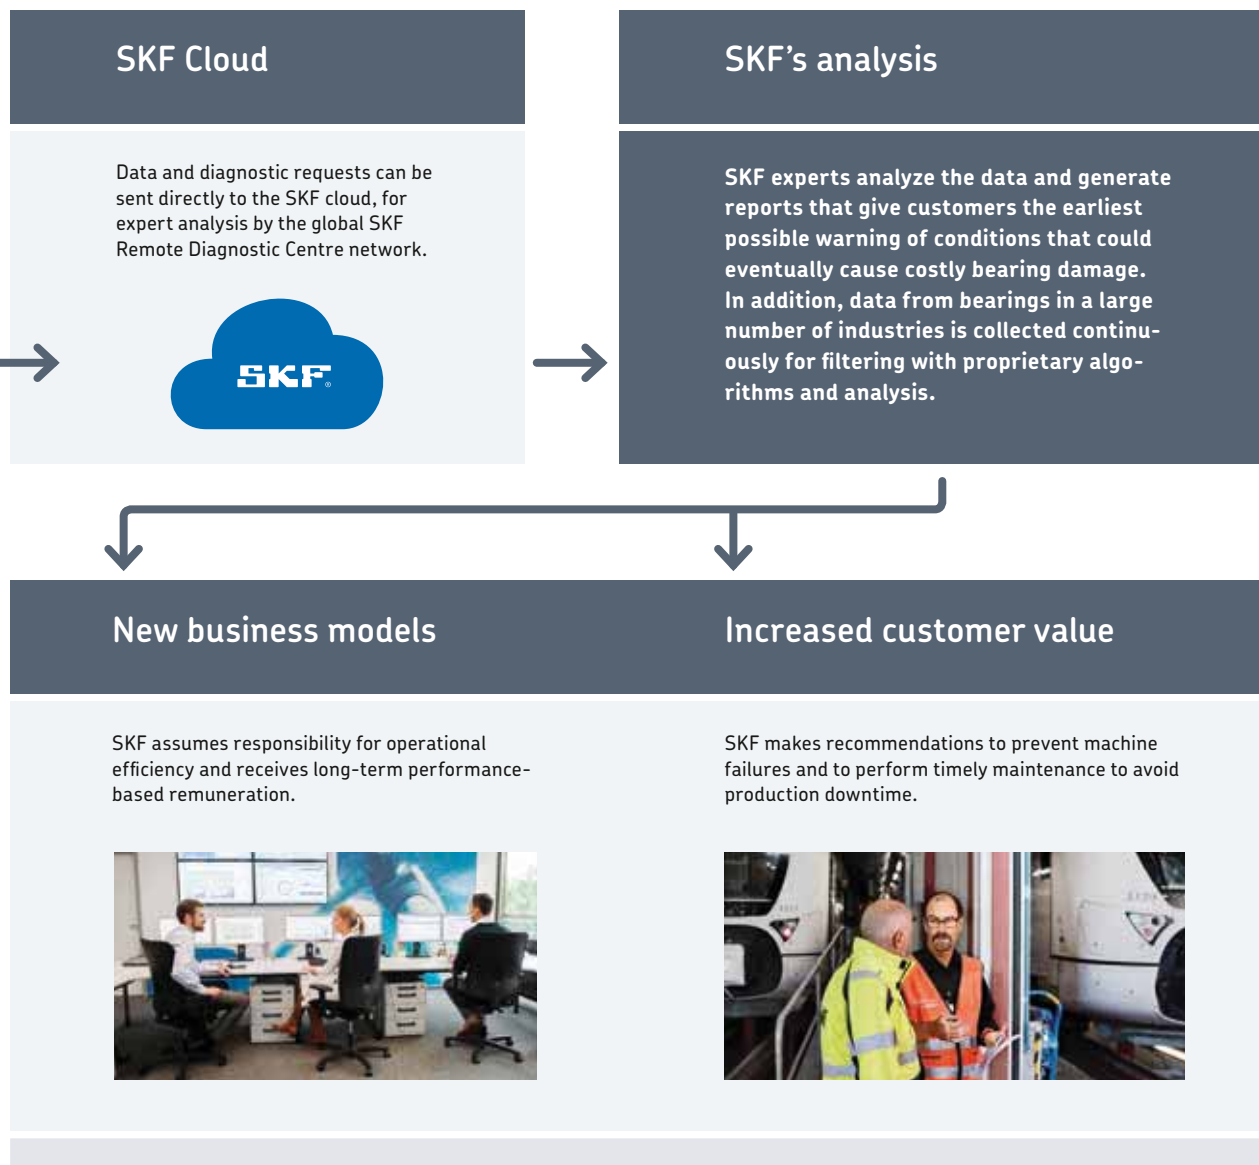 SKF Cloud
Data and diagnostic requests can be
sent directly to the SKF cloud, for
expert analysis by the global SKF
Remote Diagnostic Centre network.
SKF®
SKF's analysis
SKF experts analyze the data and generate
reports that give customers the earliest
possible warning of conditions that could
eventually cause costly bearing damage.
In addition, data from bearings in a large
number of industries is collected continu-
ously for filtering with proprietary algo-
rithms and analysis.
New business models
SKF assumes responsibility for operational
efficiency and receives long-term performance-
based remuneration.
Increased customer value
SKF makes recommendations to prevent machine
failures and to perform timely maintenance to avoid
production downtime.